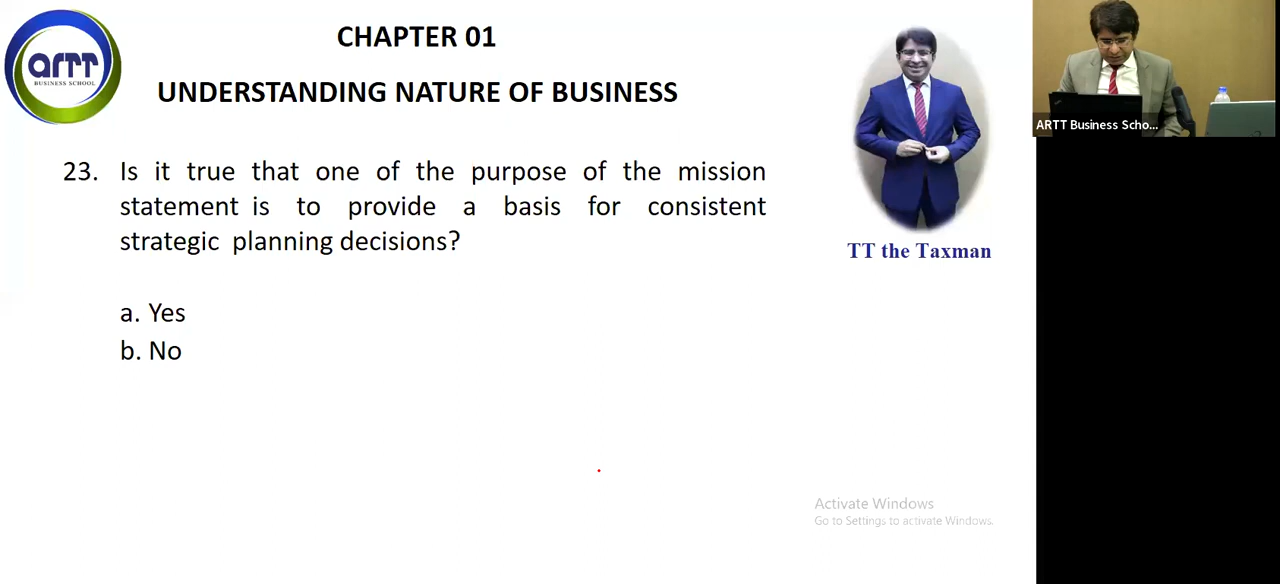 CHAPTER 01
UNDERSTANDING NATURE OF BUSINESS
artt
BUSINESS SCHOOL
23. Is it true that one of the purpose of the mission
statement is to provide a basis for consistent
strategic planning decisions?
a. Yes
b. No
TT the Taxman
ARTT Business Scho...
Activate Windows
Go to Settings to activate Windows.